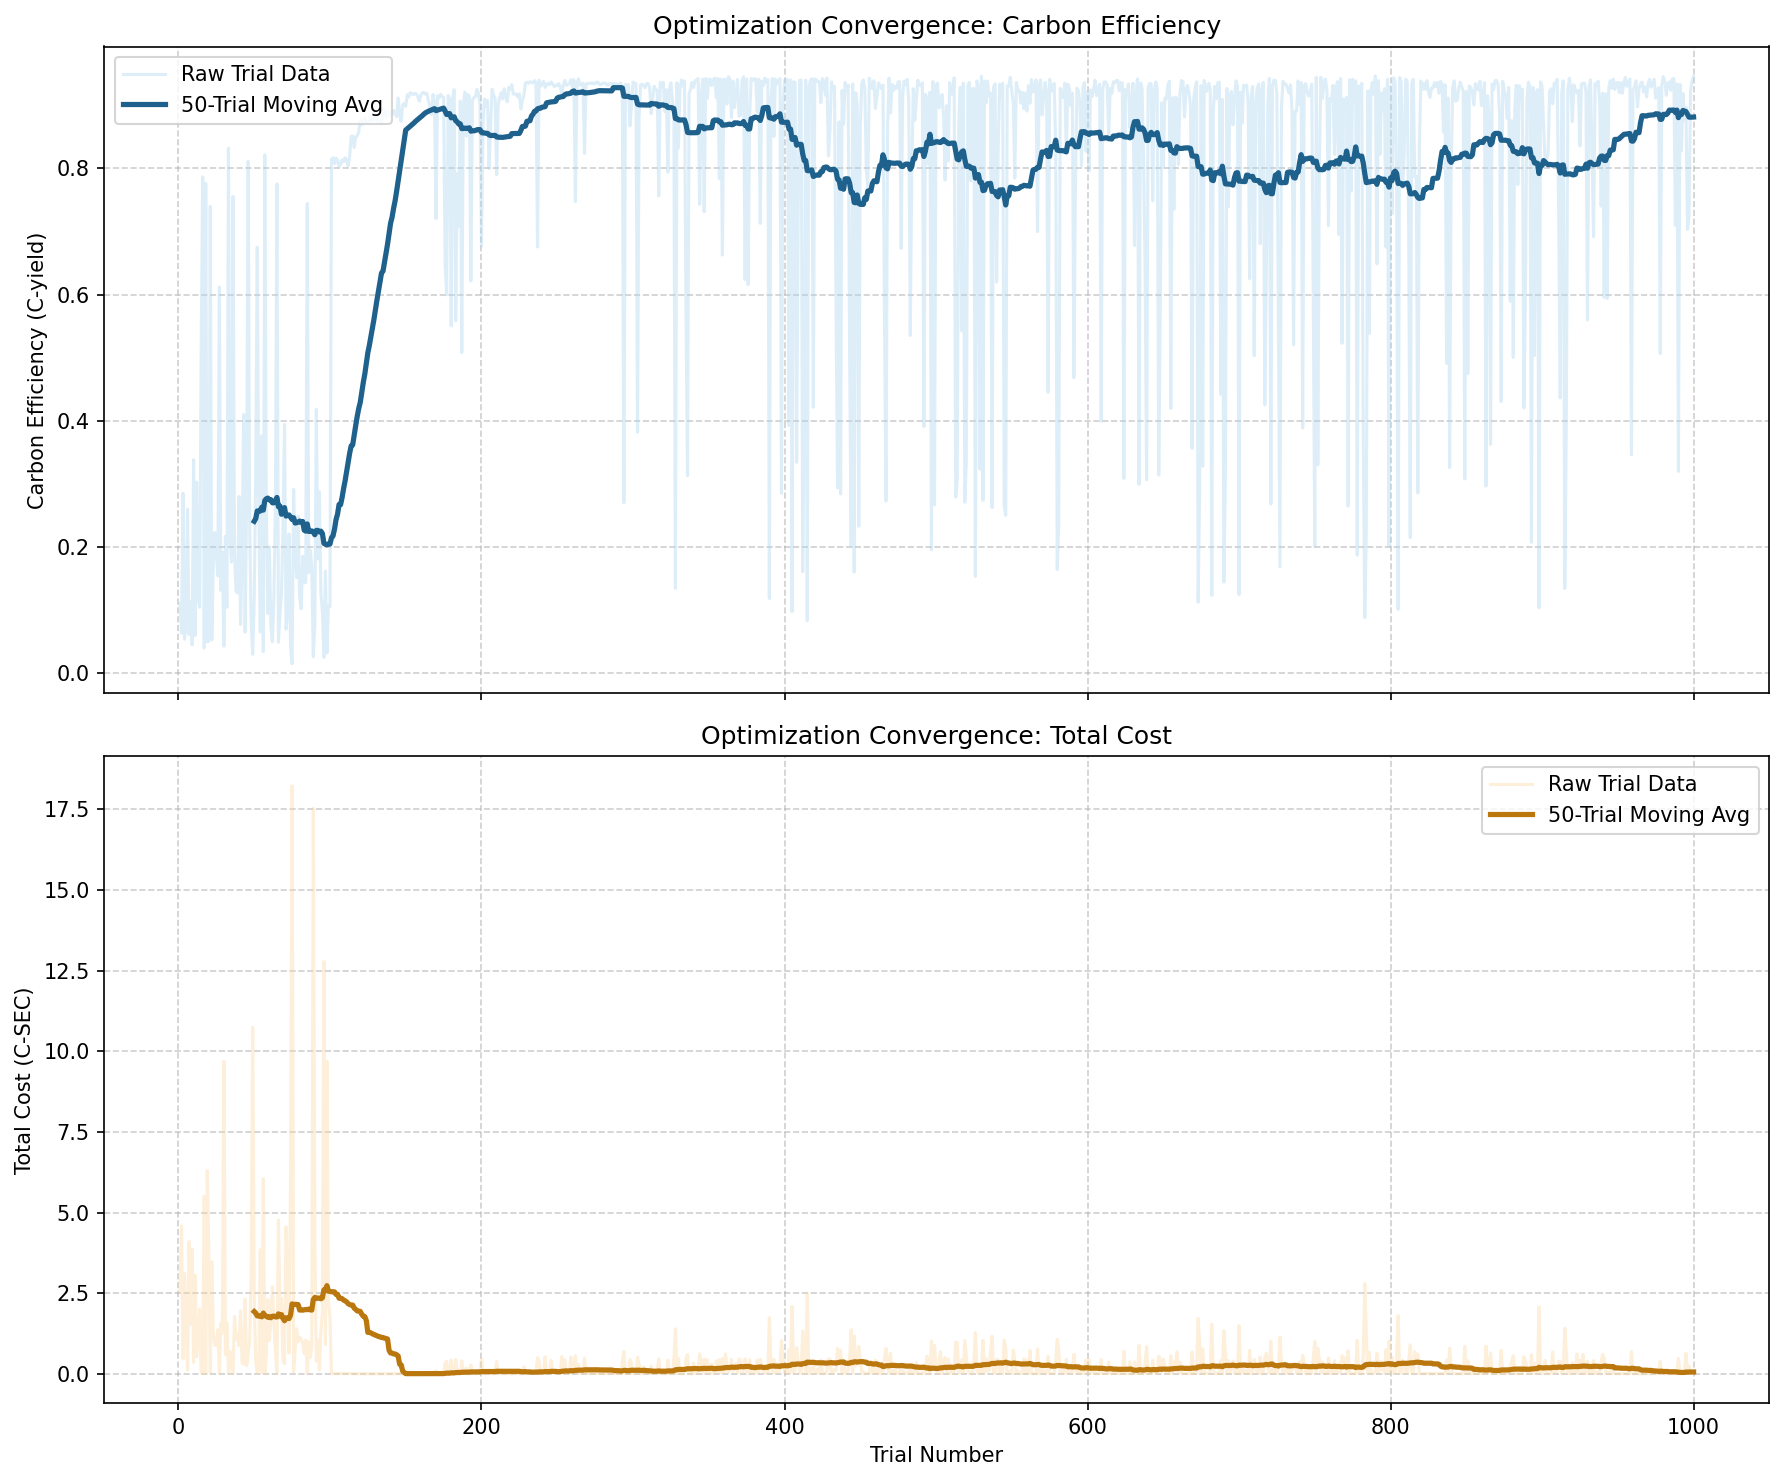 Optimization Convergence: Carbon Efficiency
Raw Trial Data
50-Trial Moving Avg
Carbon Efficiency (C-yield)
0.8
0.6
0.4
0.2
0.0
Optimization Convergence: Total Cost
Raw Trial Data
50-Trial Moving Avg
Total Cost (C-SEC)
17.5
15.0
12.5
10.0
7.5
5.0
2.5
0.0
0 200 400 600 800 1000
Trial Number